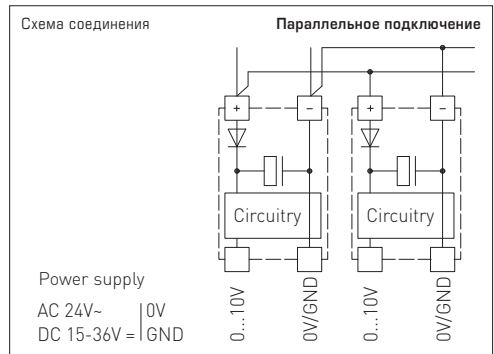 Схема соединения
Параллельное подключение
+ − + −
Circuitry Circuitry
0...10V 0V/GND 0...10V 0V/GND
Power supply
AC 24V~ 0V
DC 15-36V = GND